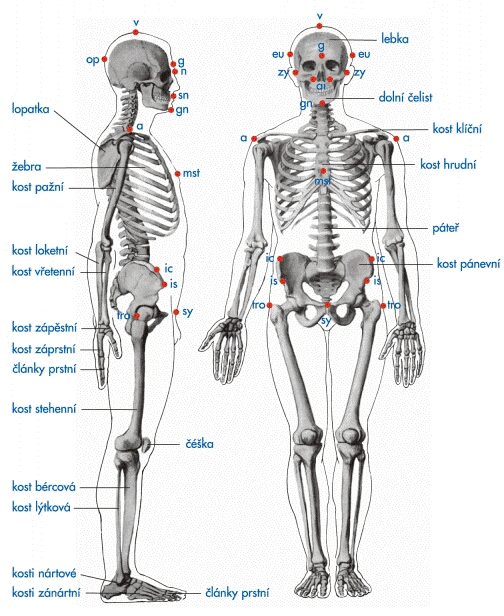 v
op
g
n
sn
gn
lopatka
a
žebra
kost pažní
mst
kost loketní
kost vřetenní
ic
is
tro
sy
kost zápěstní
kost záprstní
články prstní
kost stehenní
čéška
kost bércová
kost lýtková
kosti nártové
kosti zánártní
články prstní
v
lebka
eu
g
eu
zy
zy
gi
gn
dolní čelist
kost klíční
a
a
kost hrudní
mst
páteř
ic
ic
kost pánevní
is
is
tro
tro
sy